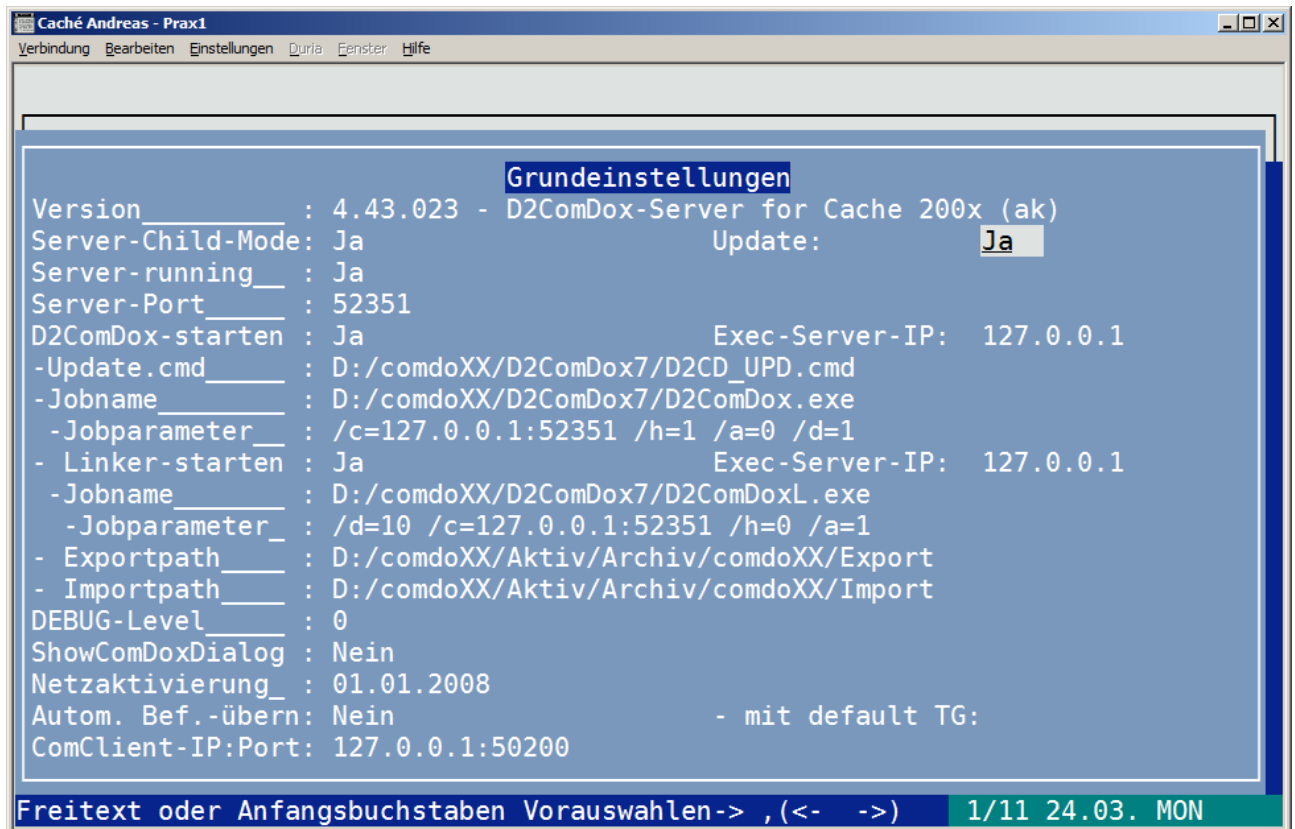 Caché Andreas - Prax1
Verbindung Bearbeiten Einstellungen Duria Fenster Hilfe
Grundeinstellungen
Version_________ : 4.43.023 - D2ComDox-Server for Cache 200x (ak)
Server-Child-Mode: Ja Update: Ja
Server-running__ : Ja
Server-Port_____ : 52351
D2ComDox-starten : Ja Exec-Server-IP: 127.0.0.1
-Update.cmd_____ : D:/comdoXX/D2ComDox7/D2CD_UPD.cmd
-Jobname________ : D:/comdoXX/D2ComDox7/D2ComDox.exe
-Jobparameter__ : /c=127.0.0.1:52351 /h=1 /a=0 /d=1
- Linker-starten : Ja Exec-Server-IP: 127.0.0.1
-Jobname_______ : D:/comdoXX/D2ComDox7/D2ComDoxL.exe
-Jobparameter_ : /d=10 /c=127.0.0.1:52351 /h=0 /a=1
- Exportpath____ : D:/comdoXX/Aktiv/Archiv/comdoXX/Export
- Importpath____ : D:/comdoXX/Aktiv/Archiv/comdoXX/Import
DEBUG-Level_____ : 0
ShowComDoxDialog : Nein
Netzaktivierung_ : 01.01.2008
Autom. Bef.-übern: Nein - mit default TG:
ComClient-IP:Port: 127.0.0.1:50200
Freitext oder Anfangsbuchstaben Vorauswahlen-> ,(<- ->) 1/11 24.03. MON